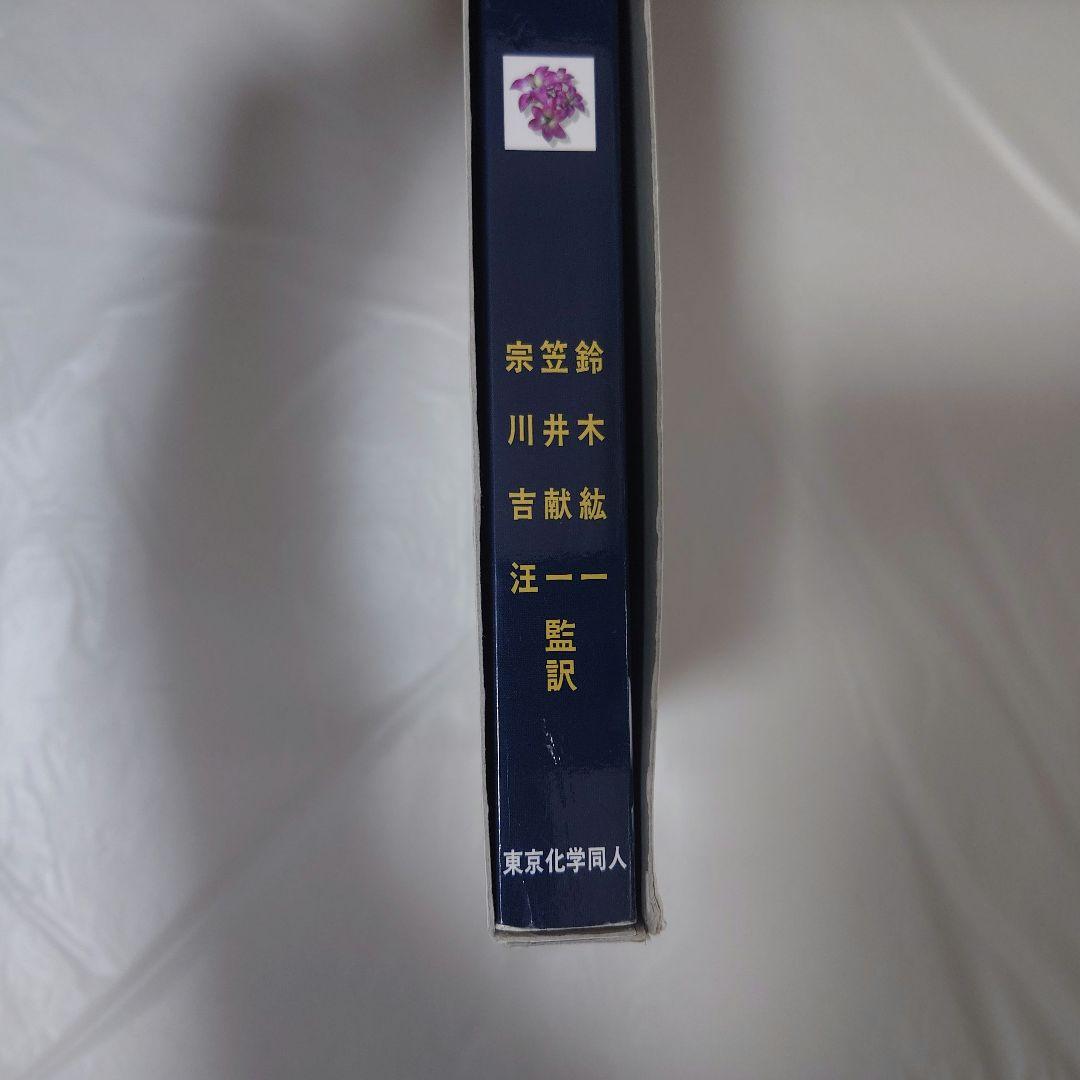 鈴木紘一
笠井献一
宗川吉汪
監訳
東京化学同人